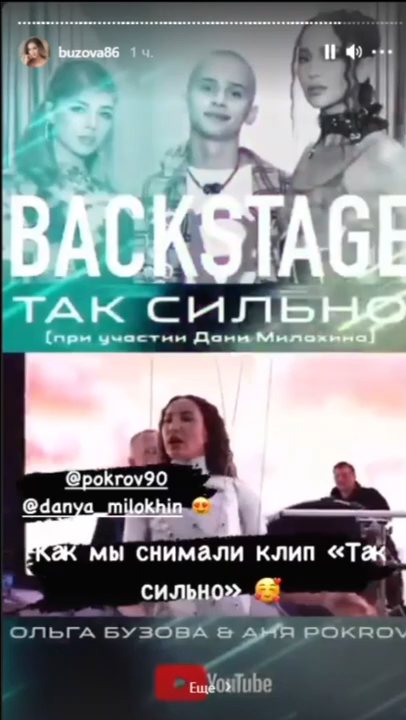 buzova86 1 ч.
BACKSTAGE
ТАК СИЛЬНО
[при участии Дани Милохина]
@pokrov90
@danya_milokhin 😍
Как мы снимали клип «Так
сильно» 🥰
ОЛЬГА БУЗОВА & АНЯ POKROV
YouTube
Ещё